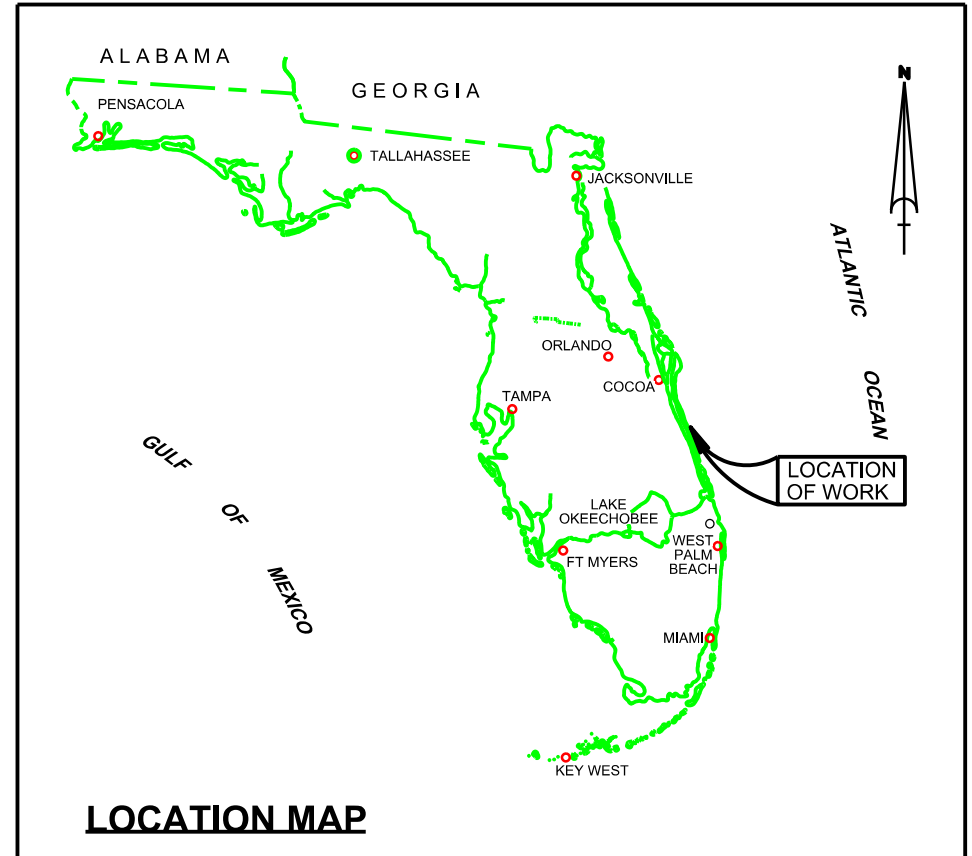 ALABAMA
GEORGIA
N
PENSACOLA
TALLAHASSEE
JACKSONVILLE
ATLANTIC
OCEAN
ORLANDO
COCOA
TAMPA
GULF
OF
MEXICO
LOCATION
OF WORK
LAKE
OKEECHOBEE
WEST
PALM
BEACH
FT MYERS
MIAMI
KEY WEST
LOCATION MAP